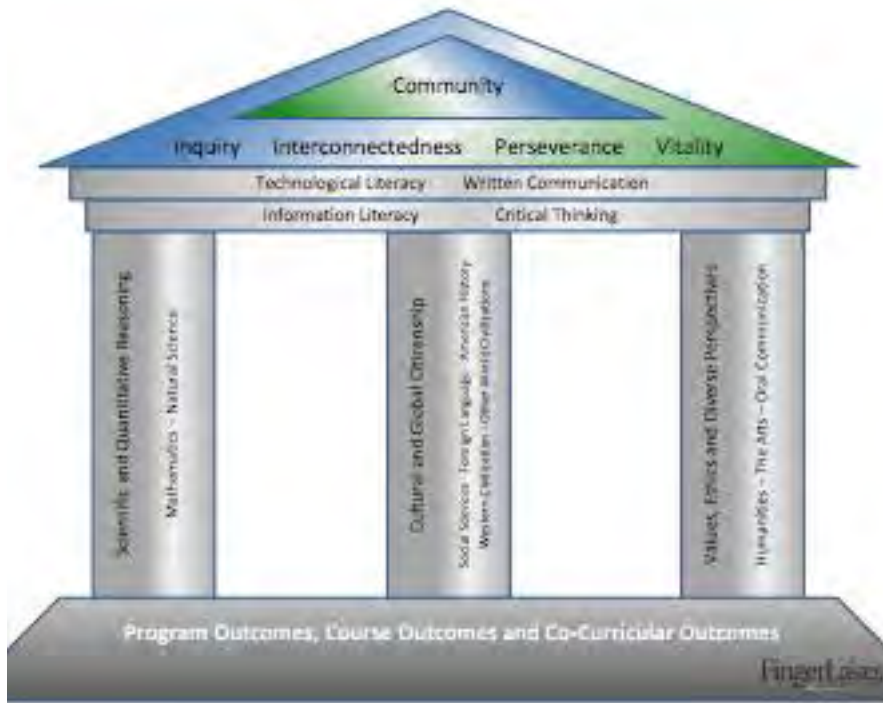 Community
Inquiry Interconnectedness Perseverance Vitality
Technological Literacy Written Communication
Information Literacy Critical Thinking
Scientific and Quantitative Reasoning
Mathematics – Natural Science
Cultural and Global Citizenship
Social Sciences - Foreign Language - American History
Western Civilization - Other World Civilizations
Values, Ethics and Diverse Perspectives
Humanities – The Arts – Oral Communication
Program Outcomes, Course Outcomes and Co-Curricular Outcomes
FingerLakes